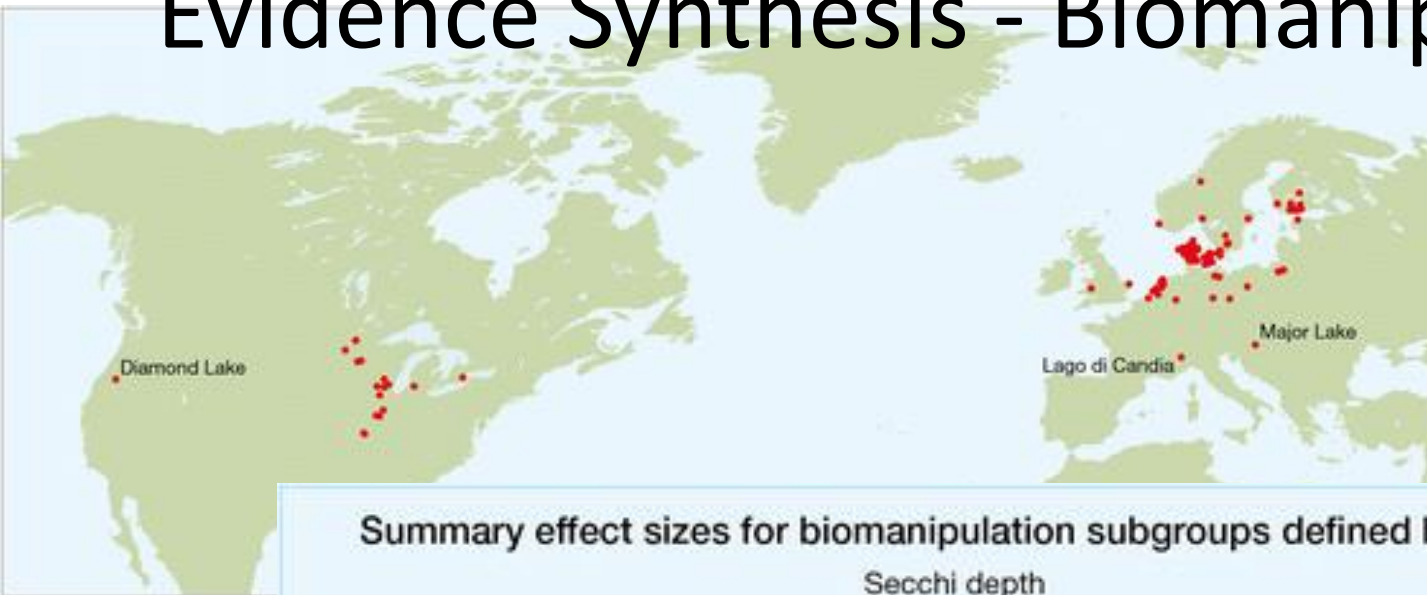 Evidence Synthesis - Biomanip
Diamond Lake
Major Lake
Lago di Candia
Summary effect sizes for biomanipulation subgroups defined
Secchi depth